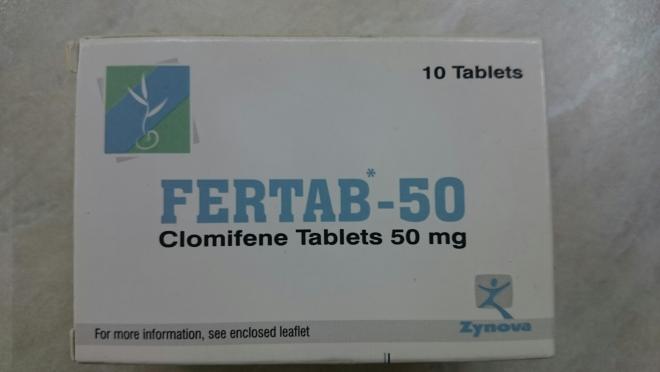 10 Tablets
FERTAB*-50
Clomifene Tablets 50 mg
Zynova
For more information, see enclosed leaflet